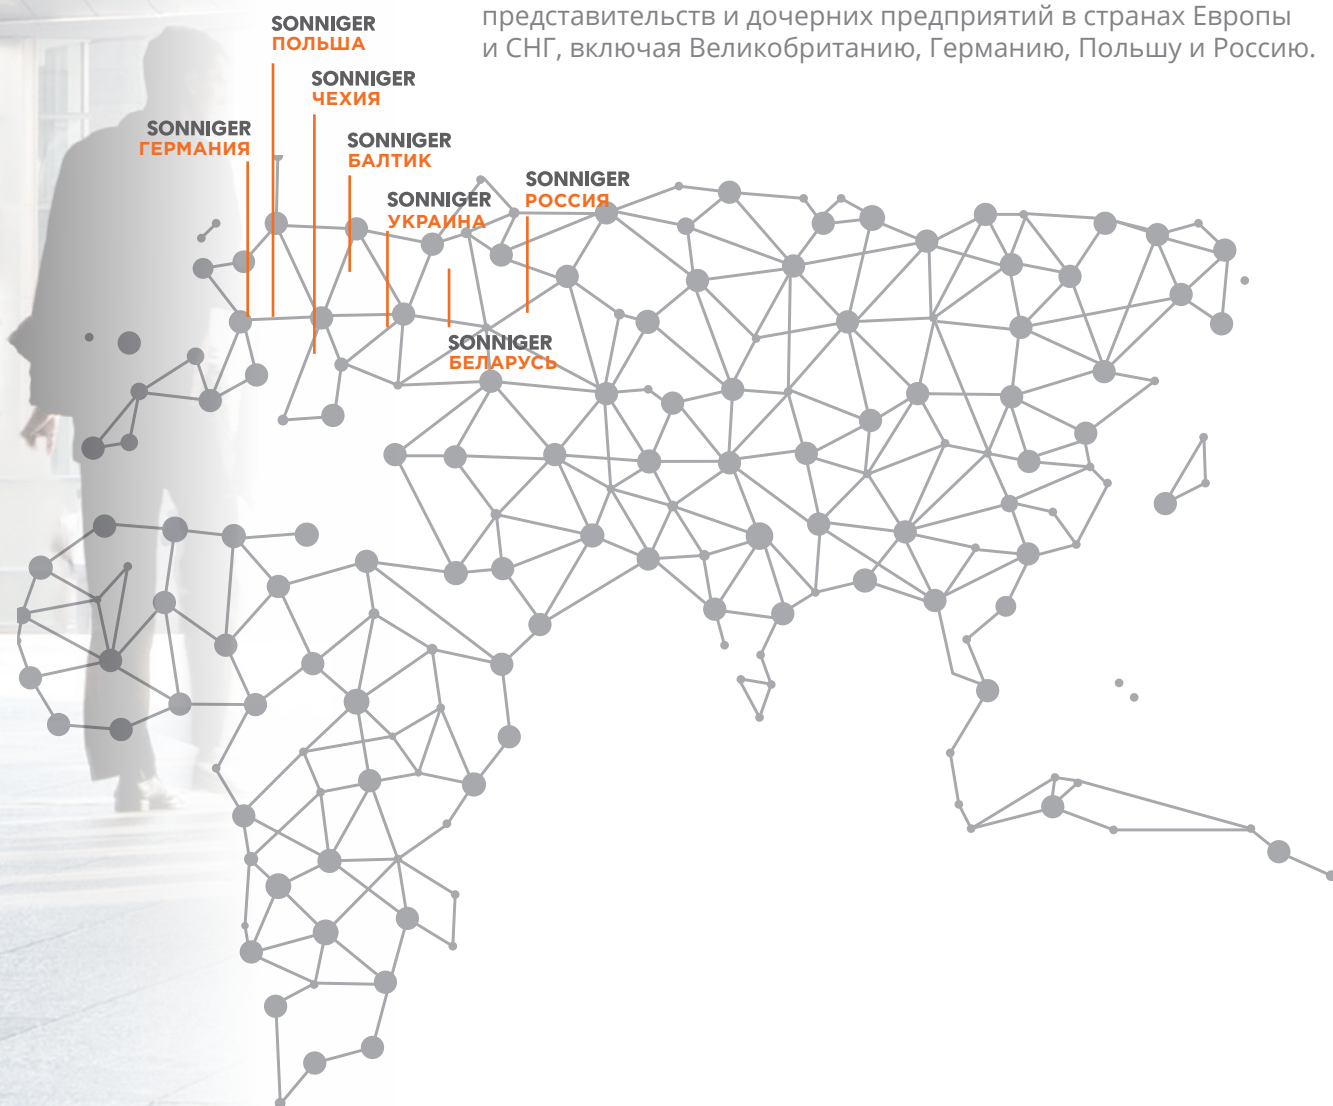 представительств и дочерних предприятий в странах Европы
и СНГ, включая Великобританию, Германию, Польшу и Россию.
SONNIGER
ПОЛЬША
SONNIGER
ЧЕХИЯ
SONNIGER
ГЕРМАНИЯ
SONNIGER
БАЛТИК
SONNIGER
УКРАИНА
SONNIGER
РОССИЯ
SONNIGER
БЕЛАРУСЬ